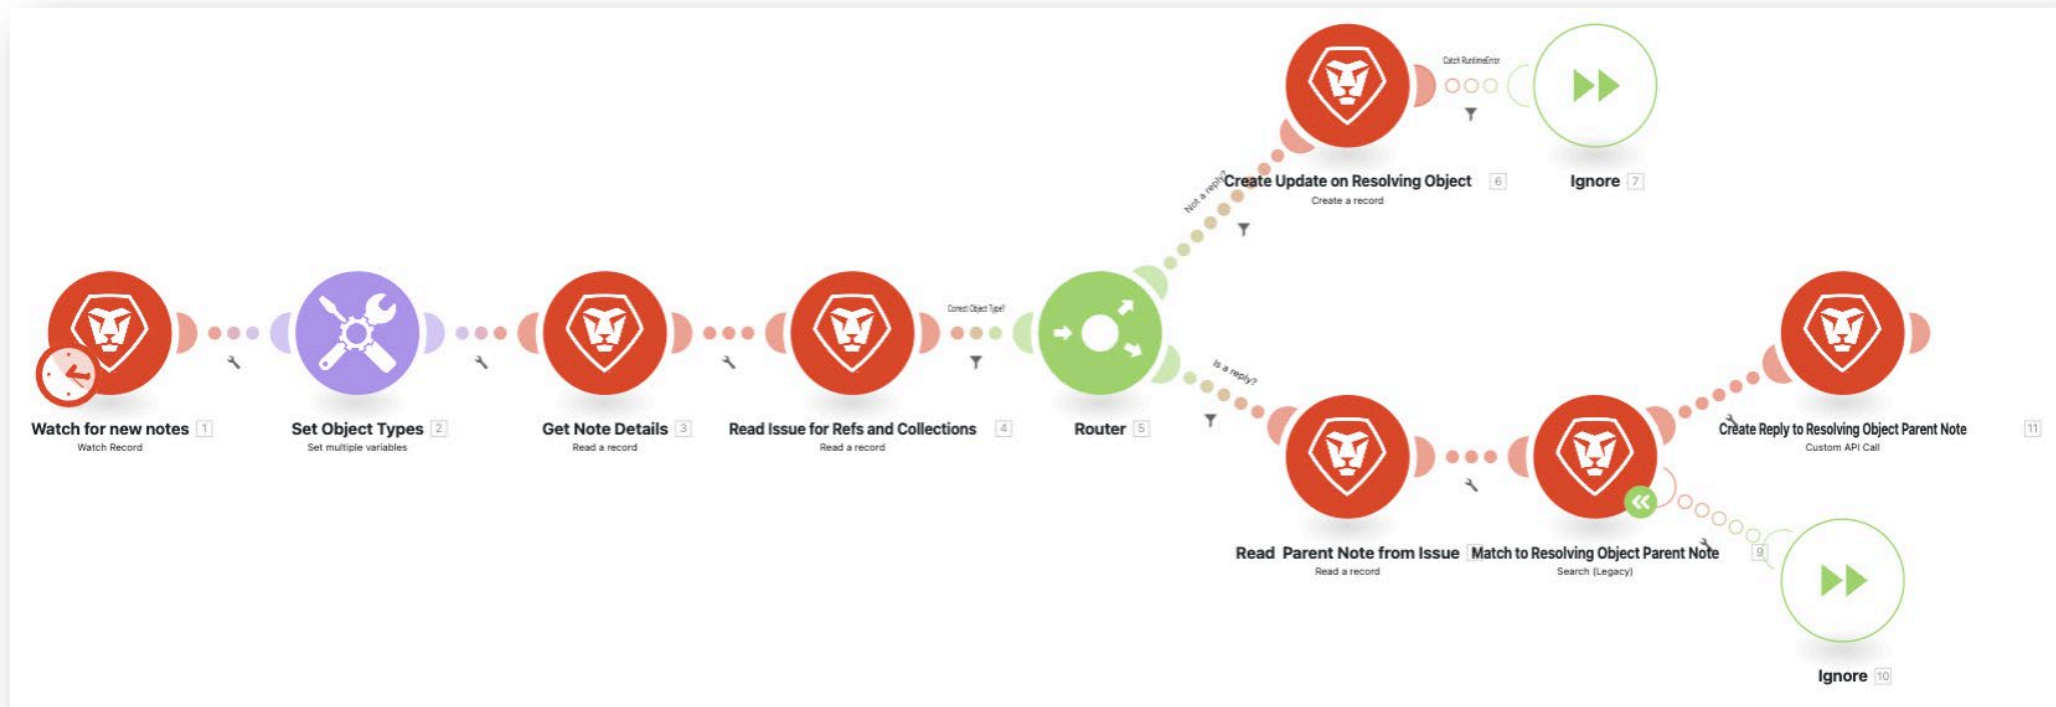 Catch RuntimeError
Not a reply?
Create Update on Resolving Object 6
Create a record
Ignore 7
Correct Object Type?
Watch for new notes 1
Watch Record
Set Object Types 2
Set multiple variables
Get Note Details 3
Read a record
Read Issue for Refs and Collections 4
Read a record
Router 5
Is a reply?
Create Reply to Resolving Object Parent Note 11
Custom API Call
Read Parent Note from Issue
Read a record
Match to Resolving Object Parent Note 9
Search (Legacy)
Ignore 10